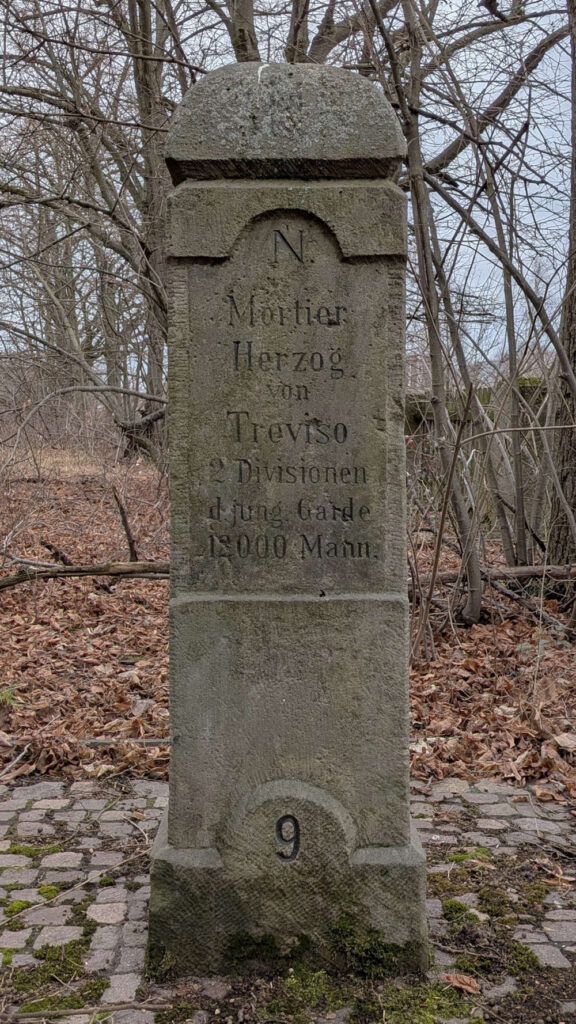 N.
Mortier
Herzog
von
Treviso
2 Divisionen
d. jung. Garde
12000 Mann.
9